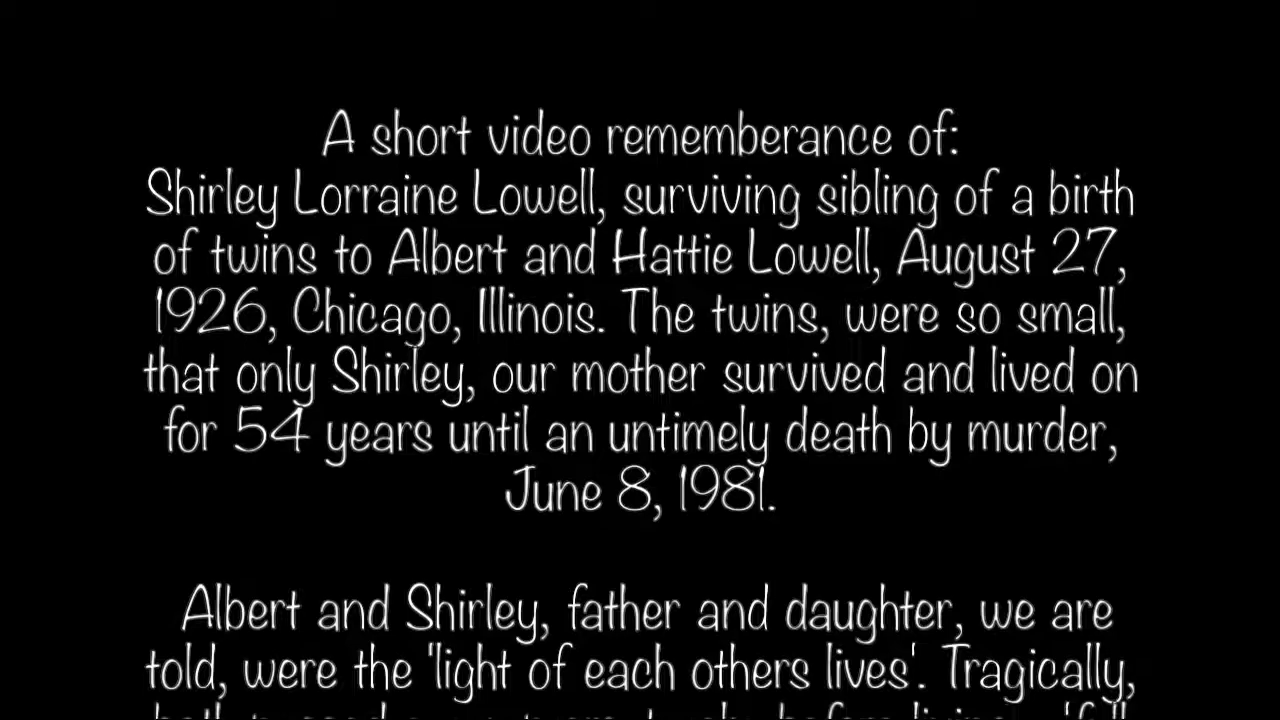 A short video rememberance of:
Shirley Lorraine Lowell, surviving sibling of a birth
of twins to Albert and Hattie Lowell, August 27,
1926, Chicago, Illinois. The twins, were so small,
that only Shirley, our mother survived and lived on
for 54 years until an untimely death by murder,
June 8, 1981.
Albert and Shirley, father and daughter, we are
told, were the 'light of each others lives'. Tragically,